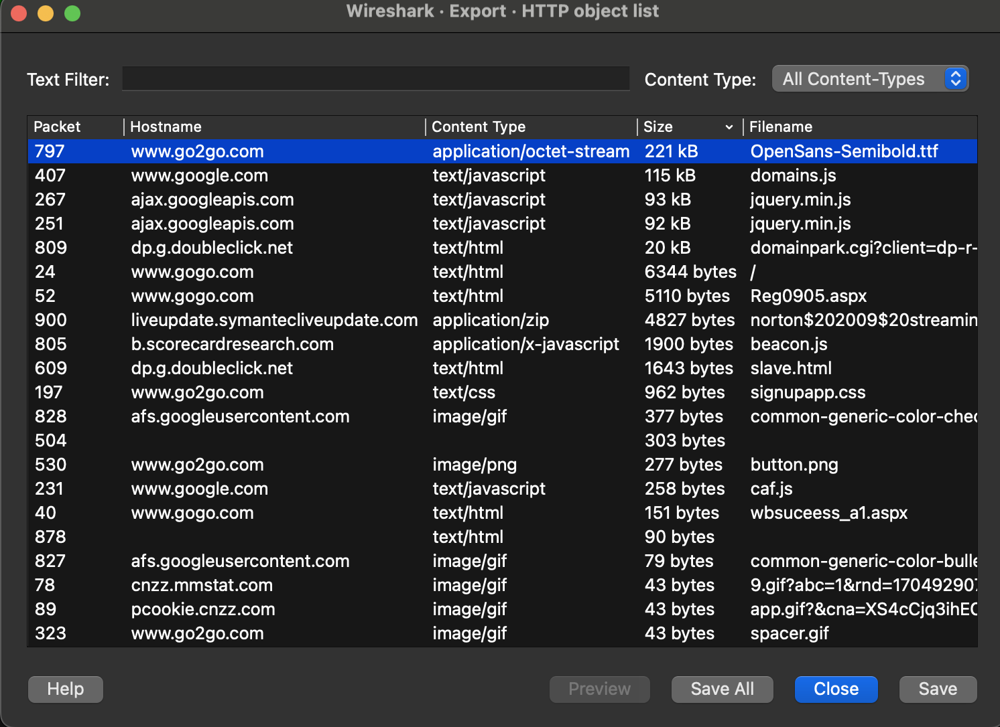 Wireshark · Export · HTTP object list
Text Filter: Content Type: All Content-Types
Packet Hostname Content Type Size Filename
797 www.go2go.com application/octet-stream 221 kB OpenSans-Semibold.ttf
407 www.google.com text/javascript 115 kB domains.js
267 ajax.googleapis.com text/javascript 93 kB jquery.min.js
251 ajax.googleapis.com text/javascript 92 kB jquery.min.js
809 dp.g.doubleclick.net text/html 20 kB domainpark.cgi?client=dp-r-
24 www.gogo.com text/html 6344 bytes /
52 www.gogo.com text/html 5110 bytes Reg0905.aspx
900 liveupdate.symantecliveupdate.com application/zip 4827 bytes norton$202009$20streamin
805 b.scorecardresearch.com application/x-javascript 1900 bytes beacon.js
609 dp.g.doubleclick.net text/html 1643 bytes slave.html
197 www.go2go.com text/css 962 bytes signupapp.css
828 afs.googleusercontent.com image/gif 377 bytes common-generic-color-chec
504 303 bytes
530 www.go2go.com image/png 277 bytes button.png
231 www.google.com text/javascript 258 bytes caf.js
40 www.gogo.com text/html 151 bytes wbsuceess_a1.aspx
878 text/html 90 bytes
827 afs.googleusercontent.com image/gif 79 bytes common-generic-color-bulle
78 cnzz.mmstat.com image/gif 43 bytes 9.gif?abc=1&rnd=170492907
89 pcookie.cnzz.com image/gif 43 bytes app.gif?&cna=XS4cCjq3ihEC
323 www.go2go.com image/gif 43 bytes spacer.gif
Help Preview Save All Close Save